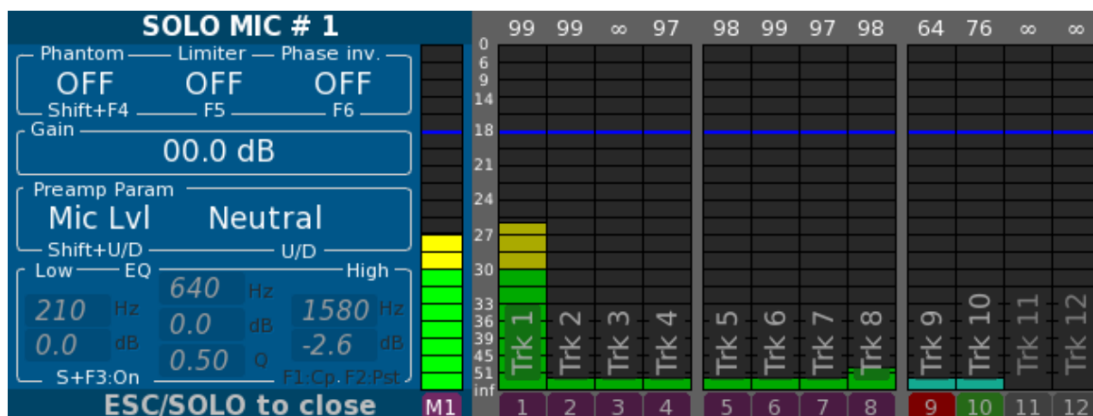 SOLO MIC # 1
Phantom Limiter Phase inv.
OFF OFF OFF
Shift+F4 F5 F6
Gain
00.0 dB
Preamp Param
Mic Lvl Neutral
Shift+U/D U/D
Low EQ High
640 Hz
210 Hz 1580 Hz
0.0 dB
0.0 dB -2.6 dB
0.50 Q
S+F3:On F1:Cp. F2:Pst
ESC/SOLO to close
M1
99 99 ∞ 97 98 99 97 98 64 76 ∞ ∞
0
6
9
14
18
21
24
27
30
33
36
39
45
51
inf
Trk 1
Trk 2
Trk 3
Trk 4
Trk 5
Trk 6
Trk 7
Trk 8
Trk 9
Trk 10
Trk 11
Trk 12
1 2 3 4 5 6 7 8 9 10 11 12